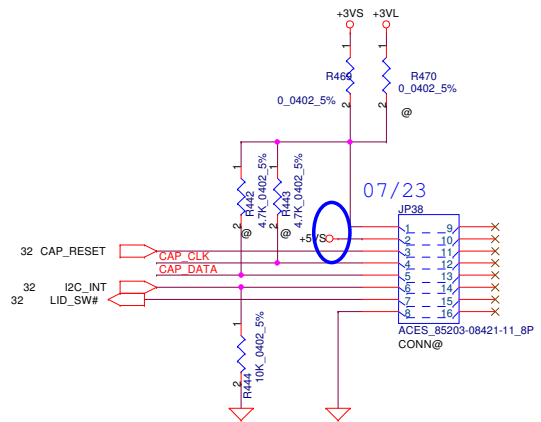 +3VS +3VL
1 1
R469 R470
0_0402_5%
0_0402_5%
2 2
@
1 1
R442 4.7K_0402_5% R443 4.7K_0402_5%
2 2
@ @
07/23
JP38
+5VS
1 9
2 10
3 11
4 12
5 13
6 14
7 15
8 16
32 CAP_RESET
CAP_CLK
CAP_DATA
32 I2C_INT
32 LID_SW#
ACES_85203-08421-11_8P
CONN@
1
R444 10K_0402_5%
2